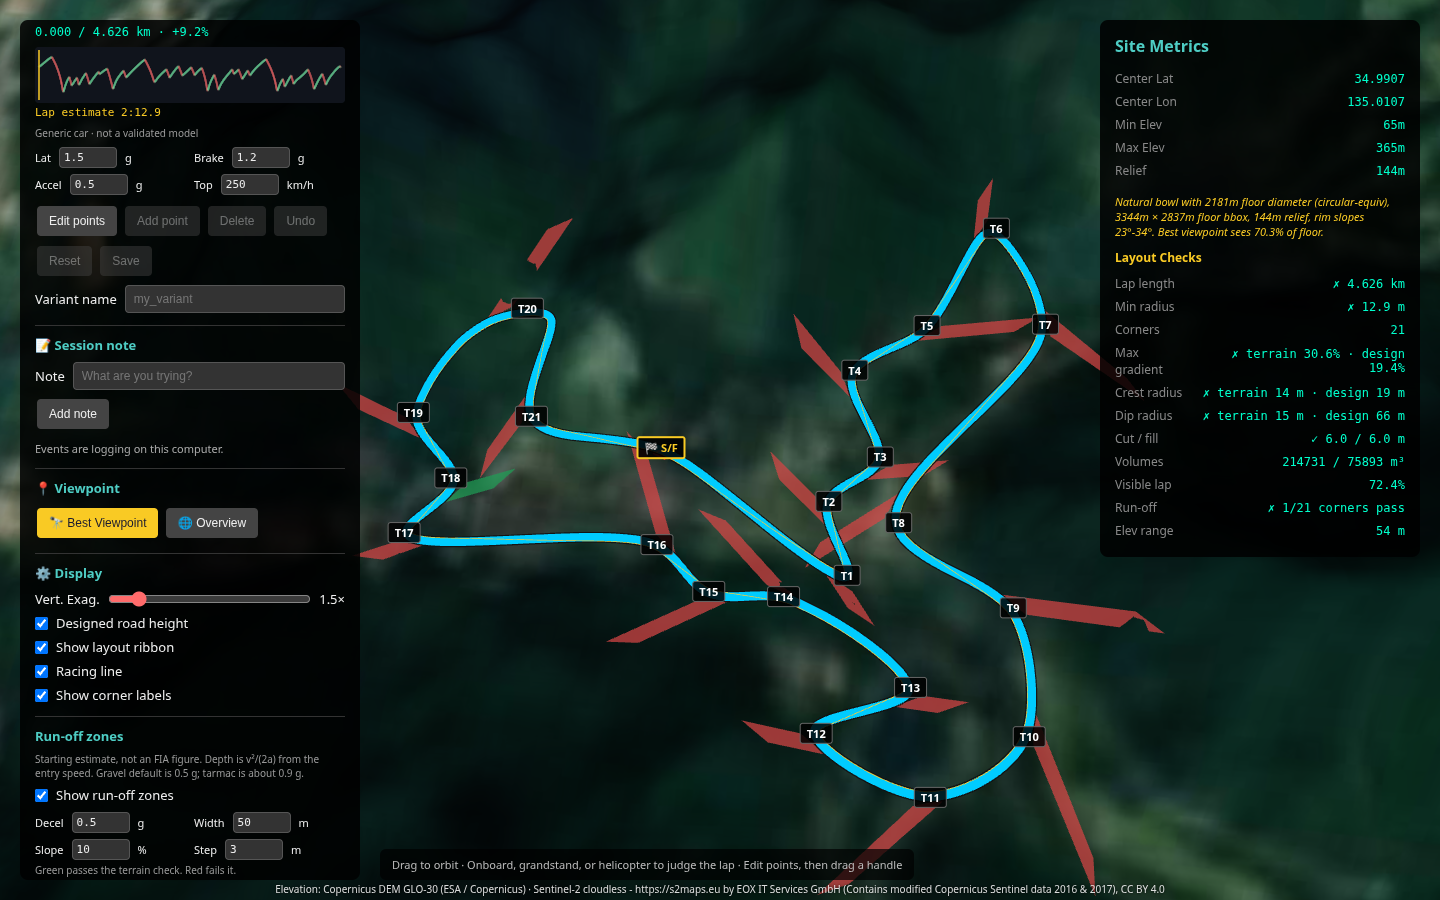 0.000 / 4.626 km · +9.2%
Lap estimate 2:12.9
Generic car · not a validated model
Lat 1.5 g Brake 1.2 g
Accel 0.5 g Top 250 km/h
Edit points Add point Delete Undo
Reset Save
Variant name my_variant
📝 Session note
Note What are you trying?
Add note
Events are logging on this computer.
📍 Viewpoint
🔭 Best Viewpoint 🌐 Overview
⚙️ Display
Vert. Exag. 1.5×
Designed road height
Show layout ribbon
Racing line
Show corner labels
Run-off zones
Starting estimate, not an FIA figure. Depth is v²/(2a) from the
entry speed. Gravel default is 0.5 g; tarmac is about 0.9 g.
Show run-off zones
Decel 0.5 g Width 50 m
Slope 10 % Step 3 m
Green passes the terrain check. Red fails it.
T6
T20
T5
T7
T4
T19
T21
🏁 S/F
T3
T18
T2
T8
T17
T16
T1
T15
T14
T9
T13
T12
T10
T11
Site Metrics
Center Lat 34.9907
Center Lon 135.0107
Min Elev 65m
Max Elev 365m
Relief 144m
Natural bowl with 2181m floor diameter (circular-equiv),
3344m × 2837m floor bbox, 144m relief, rim slopes
23°-34°. Best viewpoint sees 70.3% of floor.
Layout Checks
Lap length ✗ 4.626 km
Min radius ✗ 12.9 m
Corners 21
Max gradient ✗ terrain 30.6% · design 19.4%
Crest radius ✗ terrain 14 m · design 19 m
Dip radius ✗ terrain 15 m · design 66 m
Cut / fill ✓ 6.0 / 6.0 m
Volumes 214731 / 75893 m³
Visible lap 72.4%
Run-off ✗ 1/21 corners pass
Elev range 54 m
Drag to orbit · Onboard, grandstand, or helicopter to judge the lap · Edit points, then drag a handle
Elevation: Copernicus DEM GLO-30 (ESA / Copernicus) · Sentinel-2 cloudless - https://s2maps.eu by EOX IT Services GmbH (Contains modified Copernicus Sentinel data 2016 & 2017), CC BY 4.0